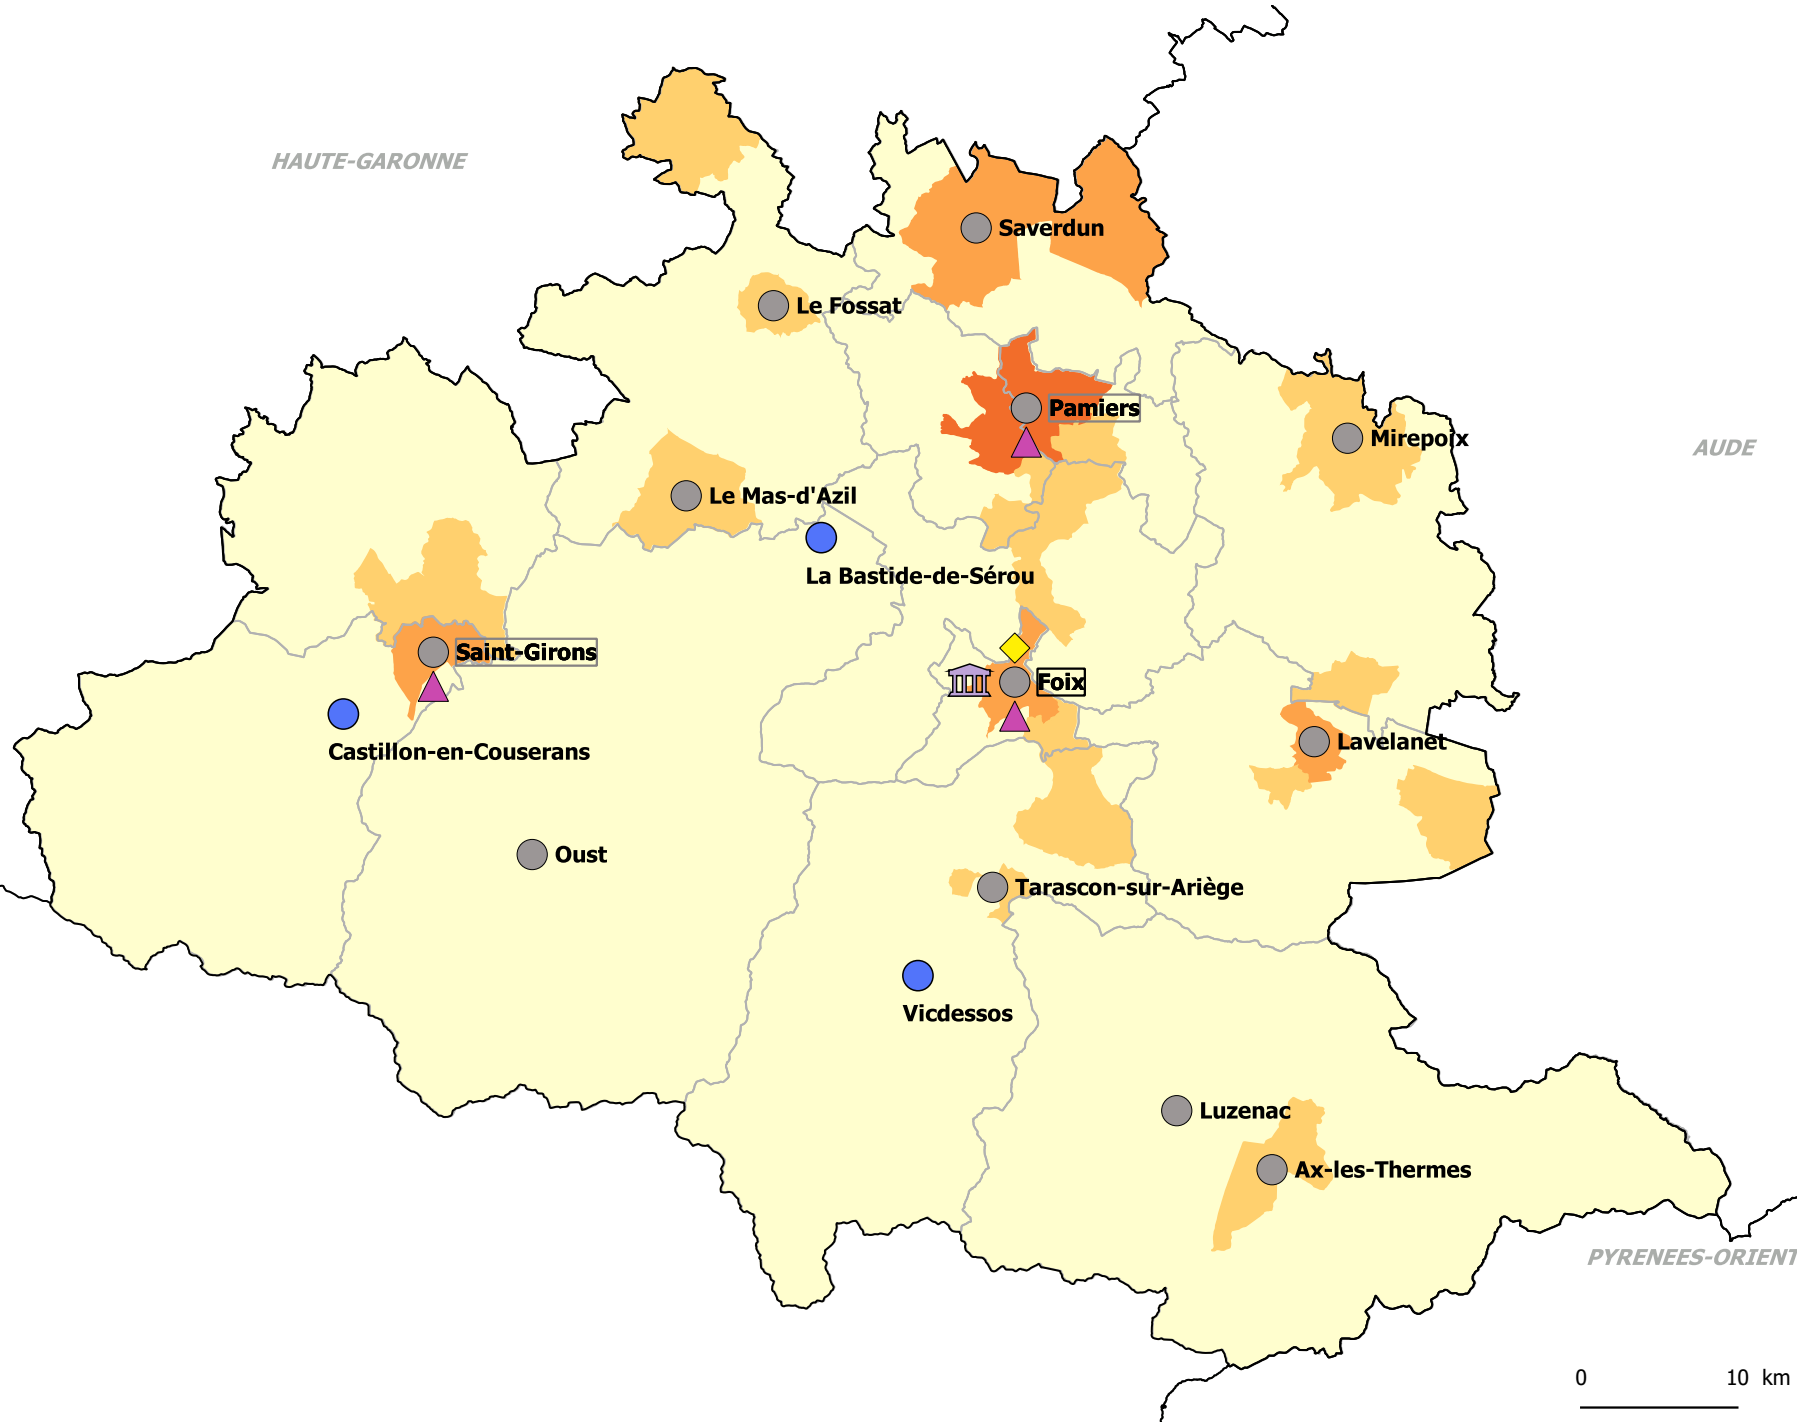 HAUTE-GARONNE
Saverdun
Le Fossat
Pamiers
Mirepoix
AUDE
Le Mas-d'Azil
La Bastide-de-Sérou
Saint-Girons
Foix
Castillon-en-Couserans
Lavelanet
Oust
Tarascon-sur-Ariège
Vicdessos
Luzenac
Ax-les-Thermes
PYRENEES-ORIENT
0 10 km